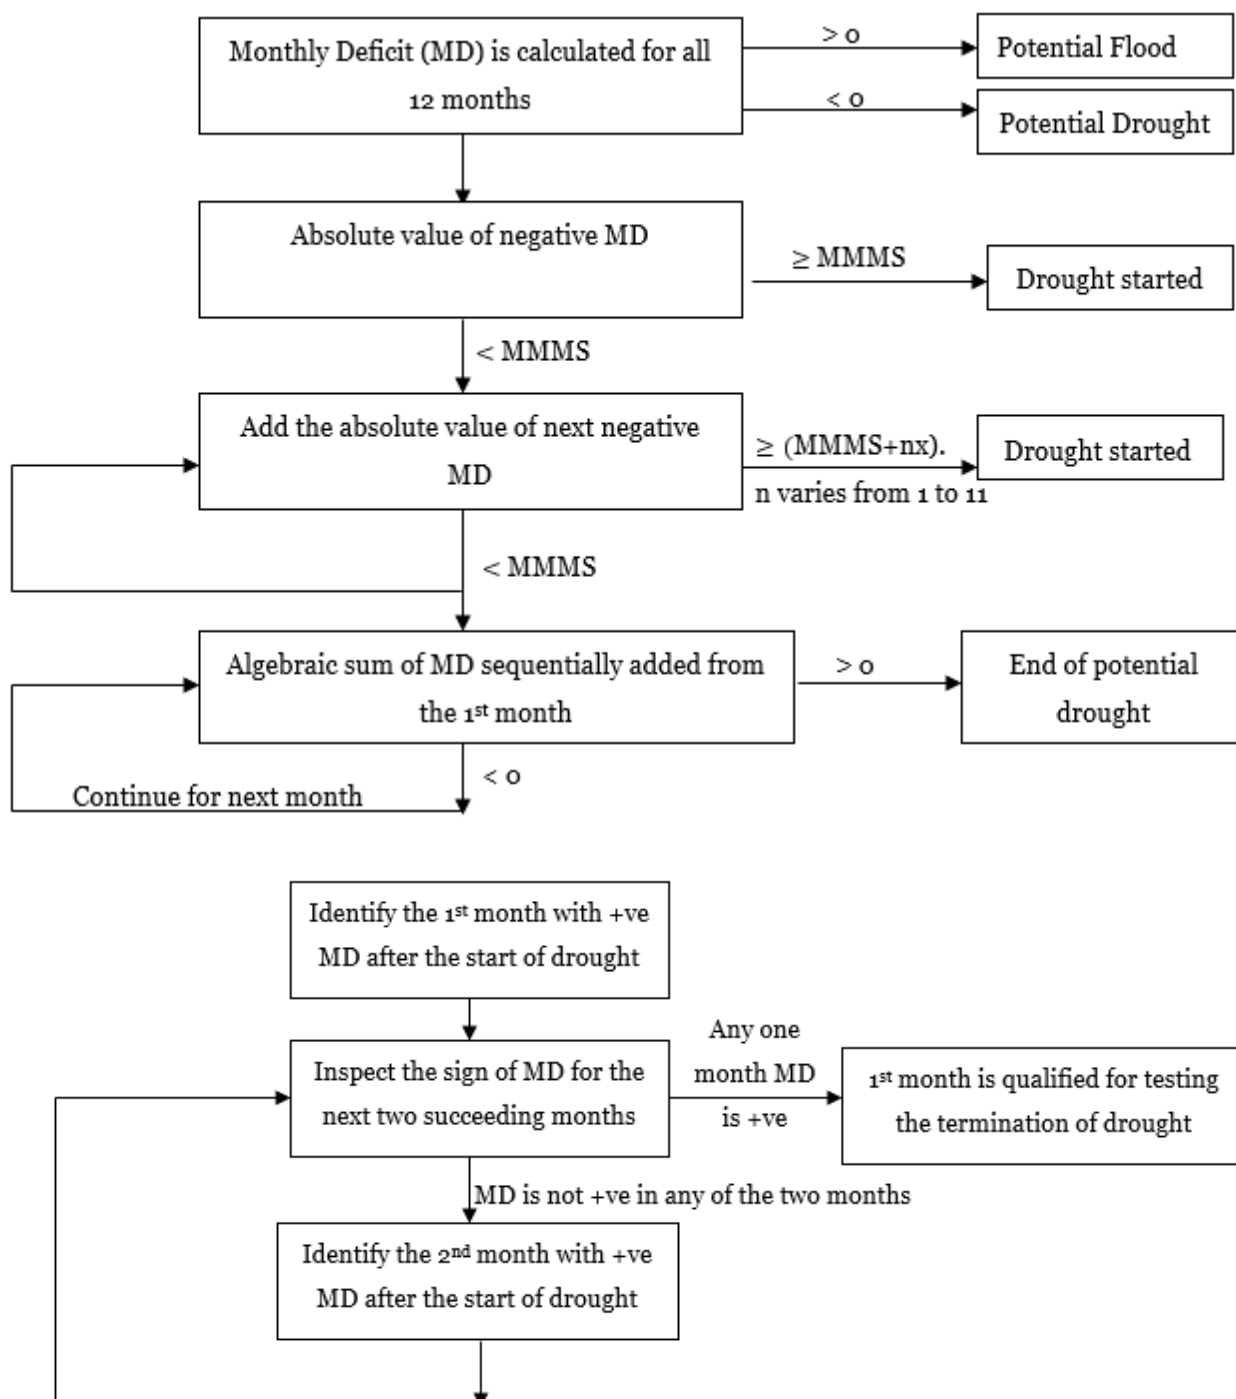 Monthly Deficit (MD) is calculated for all
12 months
> 0
Potential Flood
< 0
Potential Drought
Absolute value of negative MD
≥ MMMS
Drought started
< MMMS
Add the absolute value of next negative
MD
≥ (MMMS+nx).
n varies from 1 to 11
Drought started
< MMMS
Algebraic sum of MD sequentially added from
the 1st month
> 0
End of potential
drought
< 0
Continue for next month
Identify the 1st month with +ve
MD after the start of drought
Inspect the sign of MD for the
next two succeeding months
Any one
month MD
is +ve
1st month is qualified for testing
the termination of drought
MD is not +ve in any of the two months
Identify the 2nd month with +ve
MD after the start of drought